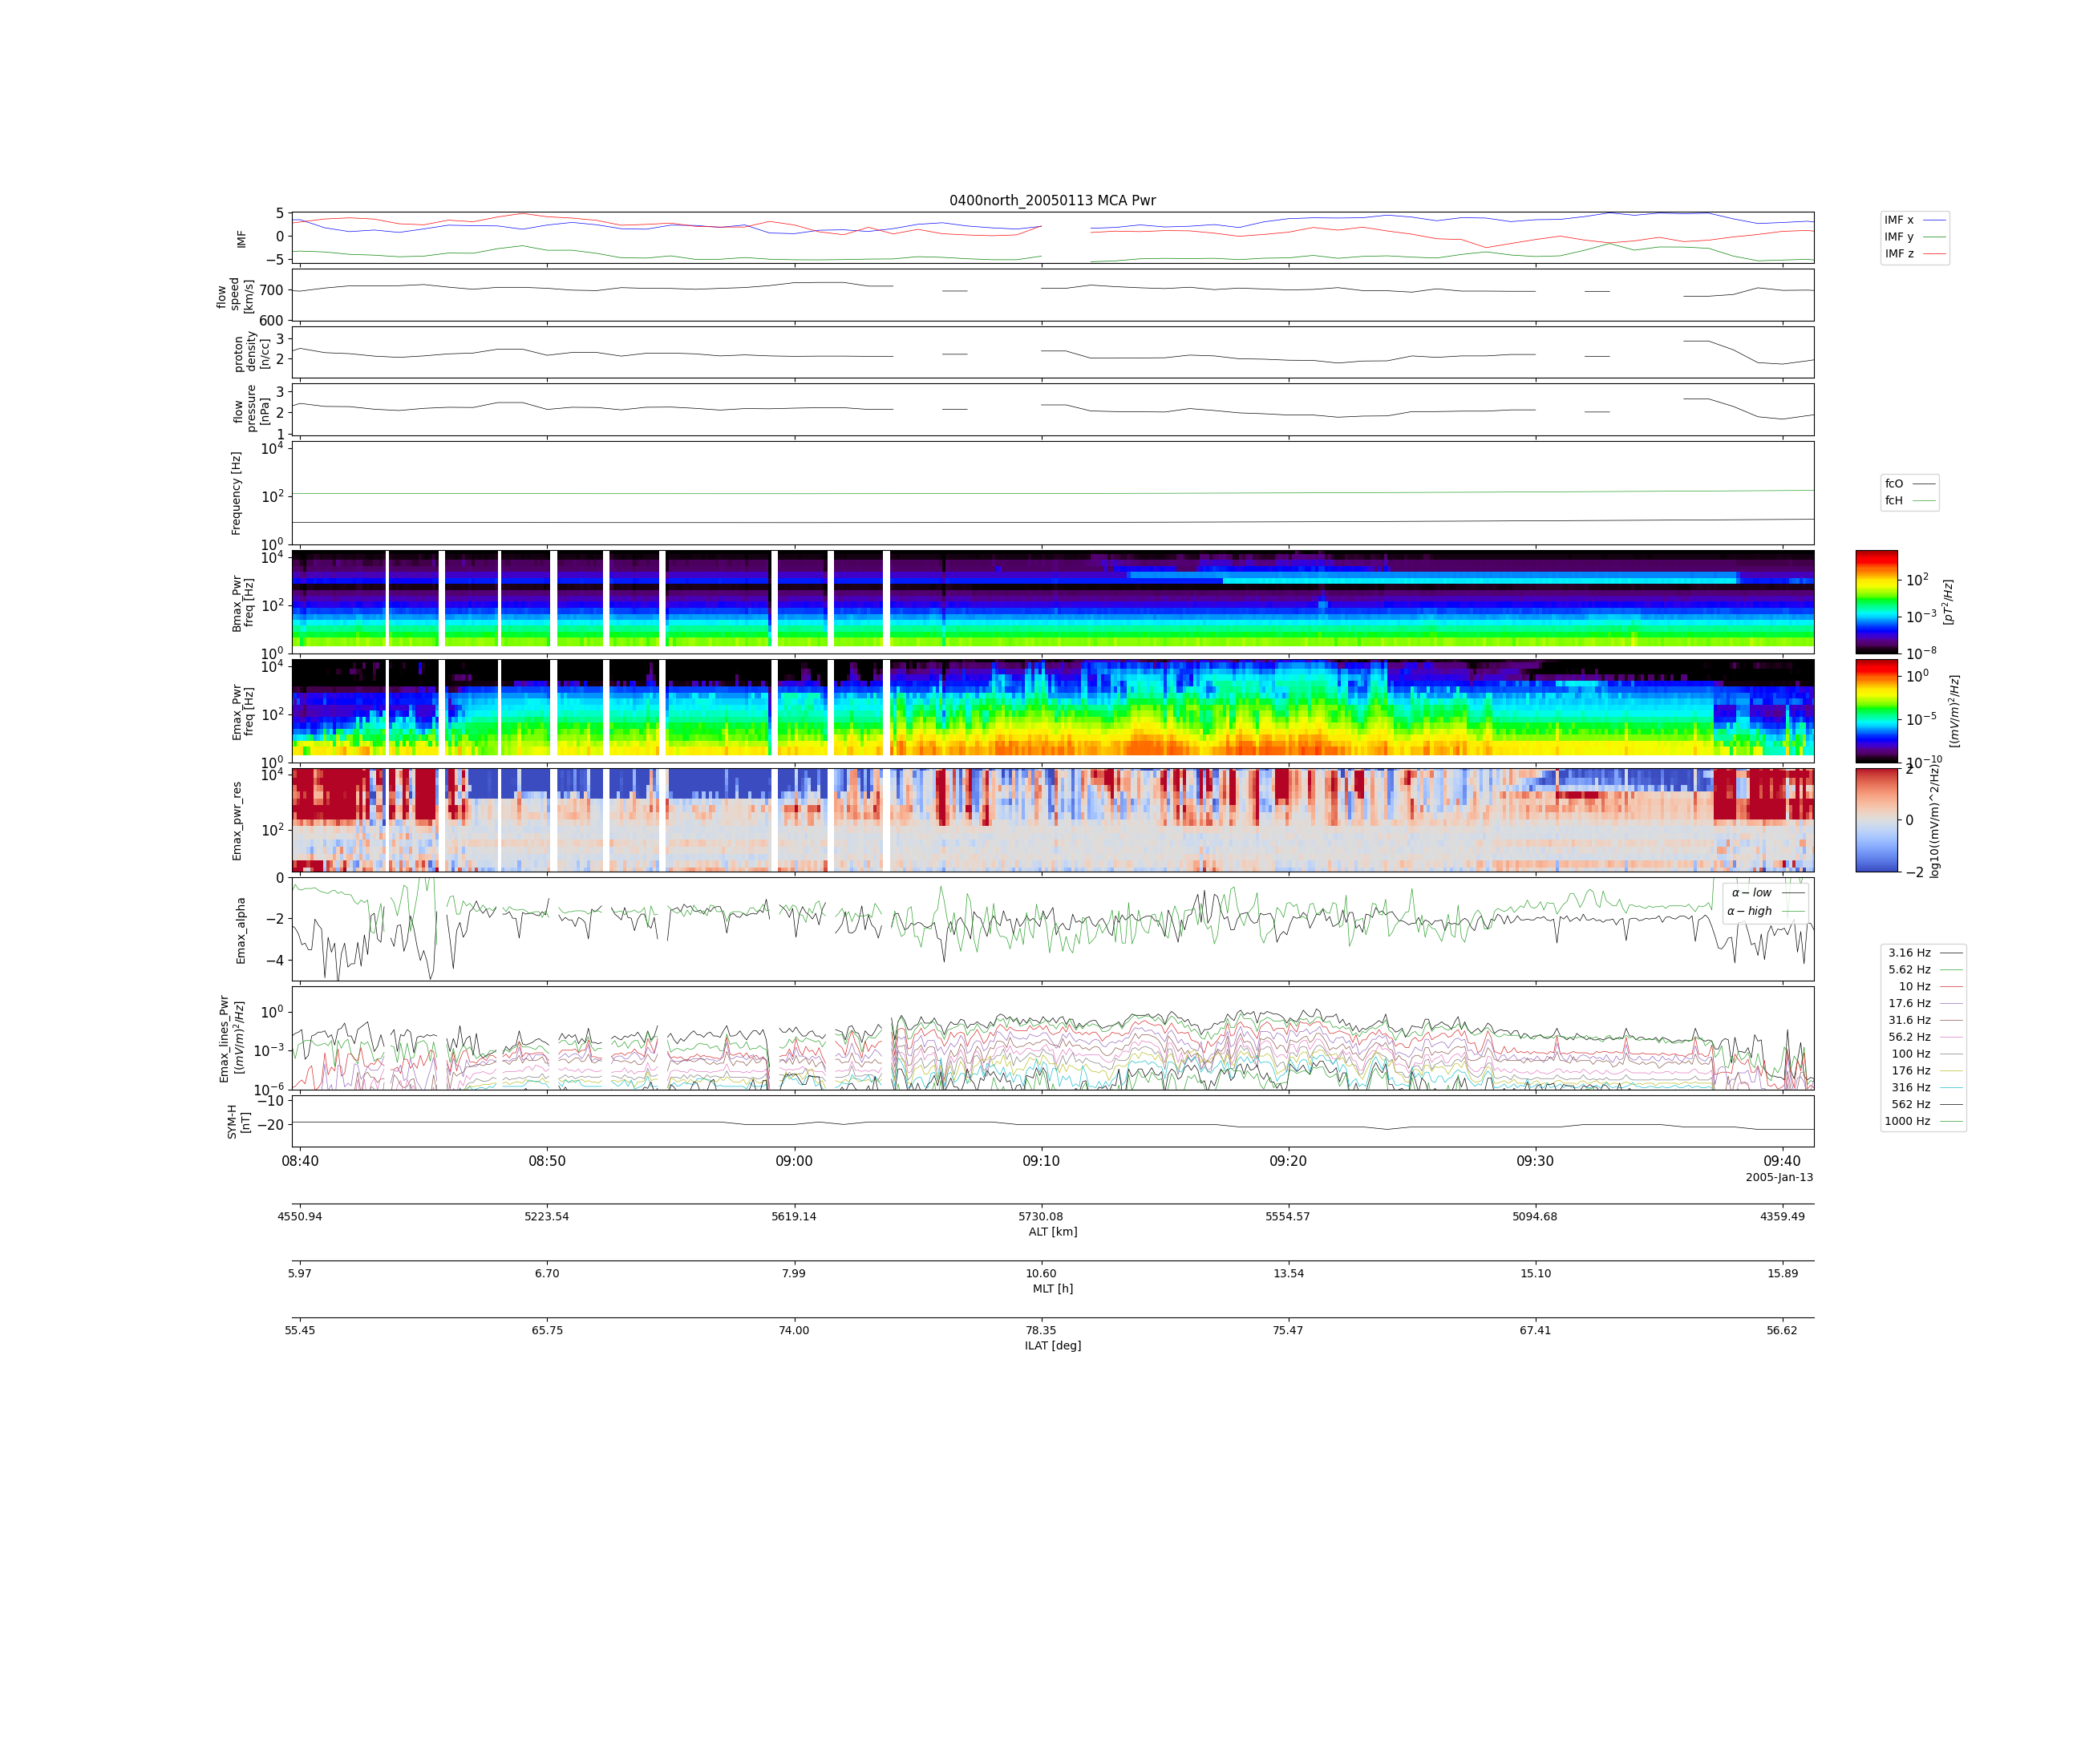 0400north_20050113 MCA Pwr
5
0
−5
IMF
IMF x
IMF y
IMF z
700
600
flow
speed
[km/s]
3
2
proton
density
[n/cc]
3
2
1
flow
pressure
[nPa]
10^4
10^2
10^0
Frequency [Hz]
fcO
fcH
10^4
10^2
10^0
Bmax_Pwr
freq [Hz]
10^2
10^−3
10^−8
[pT^2/Hz]
10^4
10^2
10^0
Emax_Pwr
freq [Hz]
10^0
10^−5
10^−10
[(mV/m)^2/Hz]
10^4
10^2
Emax_pwr_res
2
0
−2
log10((mV/m)^2/Hz)
0
−2
−4
Emax_alpha
α − low
α − high
10^0
10^−3
10^−6
Emax_lines_Pwr
[(mV/m)^2/Hz]
3.16 Hz
5.62 Hz
10 Hz
17.6 Hz
31.6 Hz
56.2 Hz
100 Hz
176 Hz
316 Hz
562 Hz
1000 Hz
−10
−20
SYM-H
[nT]
08:40 08:50 09:00 09:10 09:20 09:30 09:40
2005-Jan-13
4550.94 5223.54 5619.14 5730.08 5554.57 5094.68 4359.49
ALT [km]
5.97 6.70 7.99 10.60 13.54 15.10 15.89
MLT [h]
55.45 65.75 74.00 78.35 75.47 67.41 56.62
ILAT [deg]